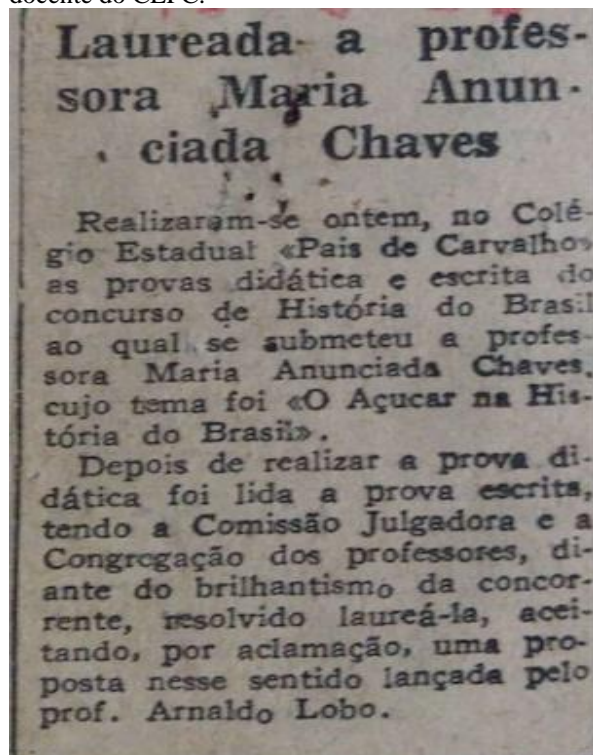 docente do CEPC.
Laureada a profes-
sora Maria Anun-
ciada Chaves
Realizaram-se ontem, no Colé-
gio Estadual «Pais de Carvalho»
as provas didática e escrita do
concurso de História do Brasil
ao qual se submeteu a profes-
sora Maria Anunciada Chaves,
cujo tema foi «O Açucar na His-
tória do Brasil».
Depois de realizar a prova di-
dática foi lida a prova escrita,
tendo a Comissão Julgadora e a
Congregação dos professores, di-
ante do brilhantismo da concor-
rente, resolvido laureá-la, acei-
tando, por aclamação, uma pro-
posta nesse sentido lançada pelo
prof. Arnaldo Lobo.